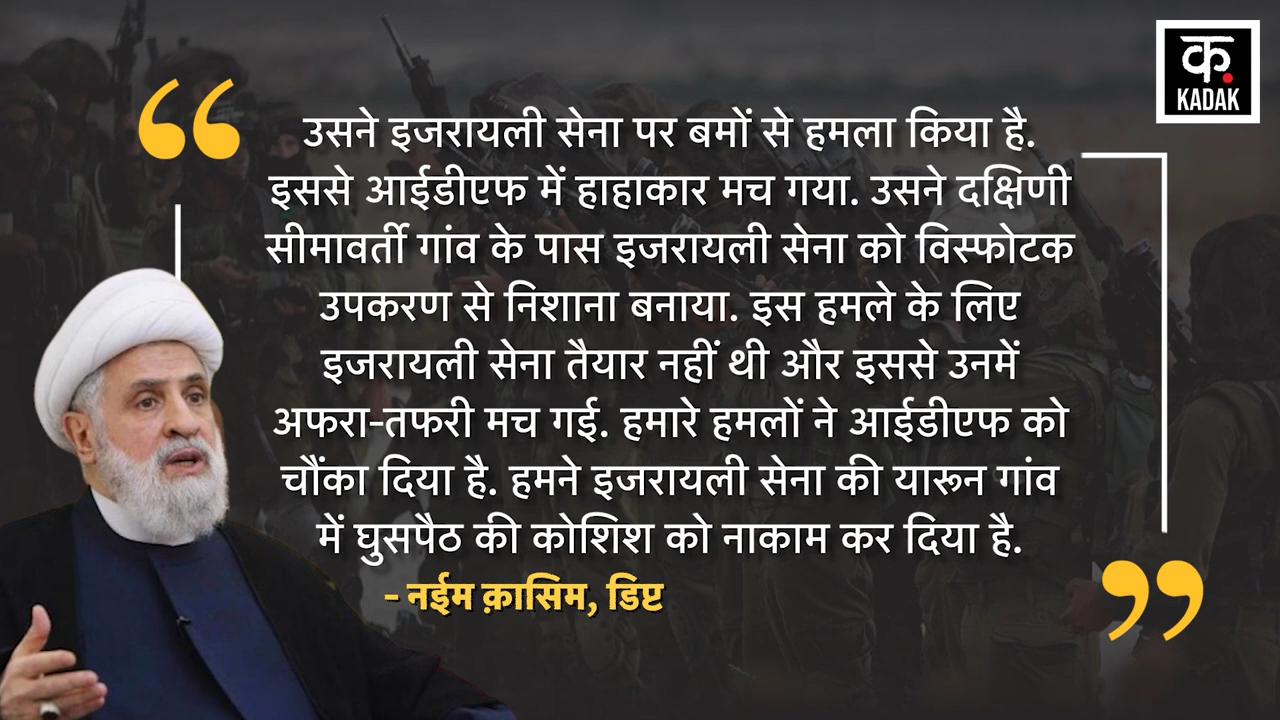 क.
KADAK
“
उसने इजरायली सेना पर बमों से हमला किया है.
इससे आईडीएफ में हाहाकार मच गया. उसने दक्षिणी
सीमावर्ती गांव के पास इजरायली सेना को विस्फोटक
उपकरण से निशाना बनाया. इस हमले के लिए
इजरायली सेना तैयार नहीं थी और इससे उनमें
अफरा-तफरी मच गई. हमारे हमलों ने आईडीएफ को
चौंका दिया है. हमने इजरायली सेना की यारून गांव
में घुसपैठ की कोशिश को नाकाम कर दिया है.
”
- नईम क़ासिम, डिप्ट